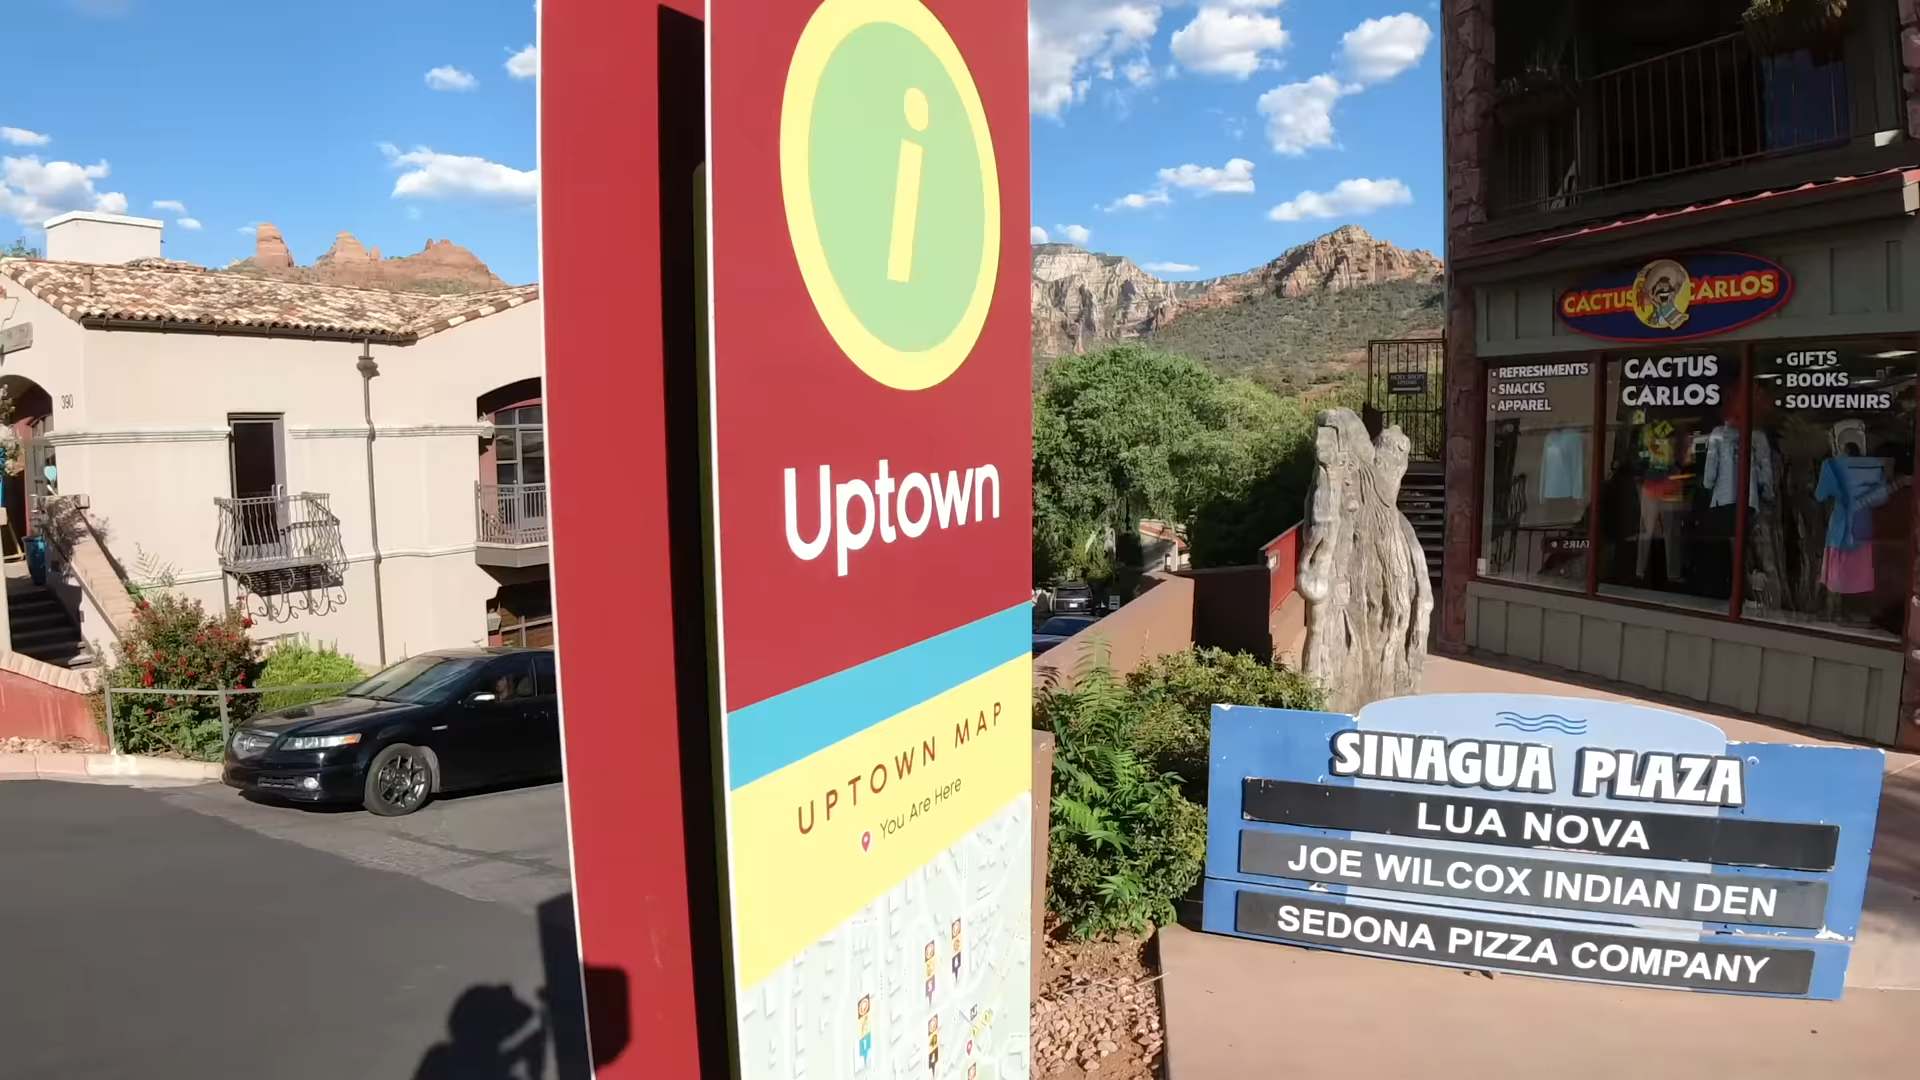 390
i
Uptown
UPTOWN MAP
You Are Here
CACTUS CARLOS
• REFRESHMENTS
• SNACKS
• APPAREL
CACTUS
CARLOS
• GIFTS
• BOOKS
• SOUVENIRS
SINAGUA PLAZA
LUA NOVA
JOE WILCOX INDIAN DEN
SEDONA PIZZA COMPANY